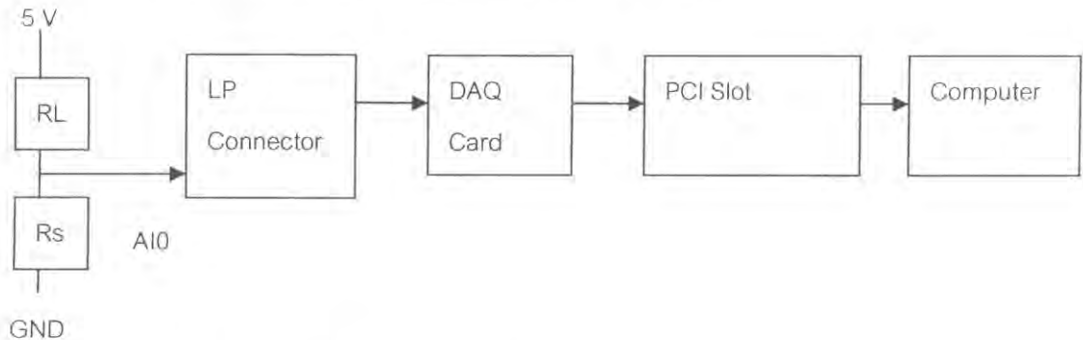 5 V
RL
Rs
GND
AI0
LP
Connector
DAQ
Card
PCI Slot
Computer